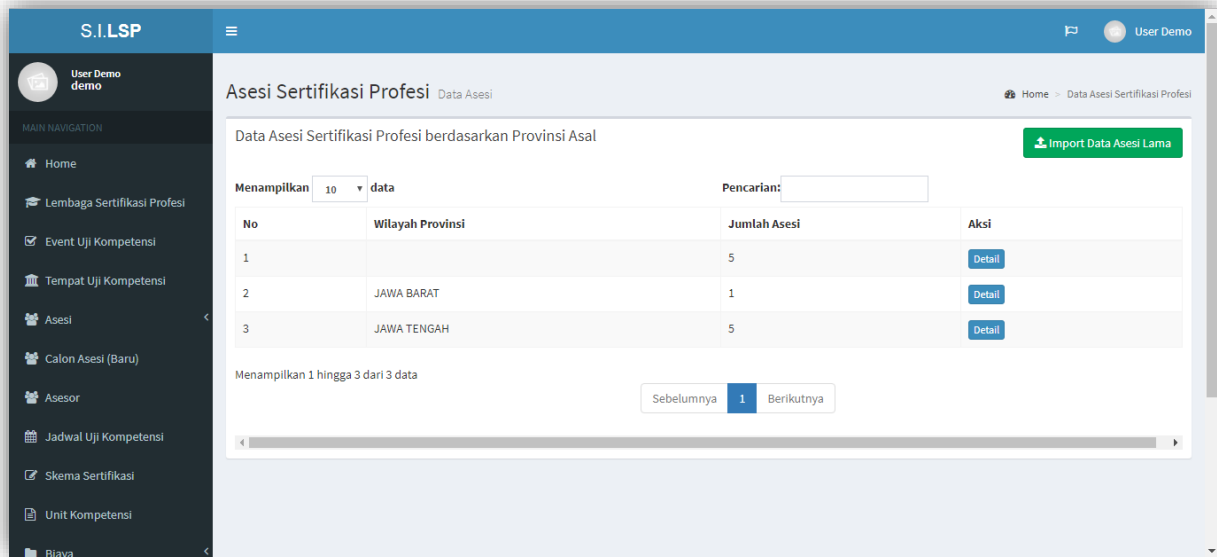 S.I.LSP
User Demo
User Demo
demo
MAIN NAVIGATION
Home
Lembaga Sertifikasi Profesi
Event Uji Kompetensi
Tempat Uji Kompetensi
Asesi
Calon Asesi (Baru)
Asesor
Jadwal Uji Kompetensi
Skema Sertifikasi
Unit Kompetensi
Biaya
Asesi Sertifikasi Profesi Data Asesi
Home > Data Asesi Sertifikasi Profesi
Data Asesi Sertifikasi Profesi berdasarkan Provinsi Asal
Import Data Asesi Lama
Menampilkan 10 data
Pencarian:
No Wilayah Provinsi Jumlah Asesi Aksi
1 5 Detail
2 JAWA BARAT 1 Detail
3 JAWA TENGAH 5 Detail
Menampilkan 1 hingga 3 dari 3 data
Sebelumnya 1 Berikutnya